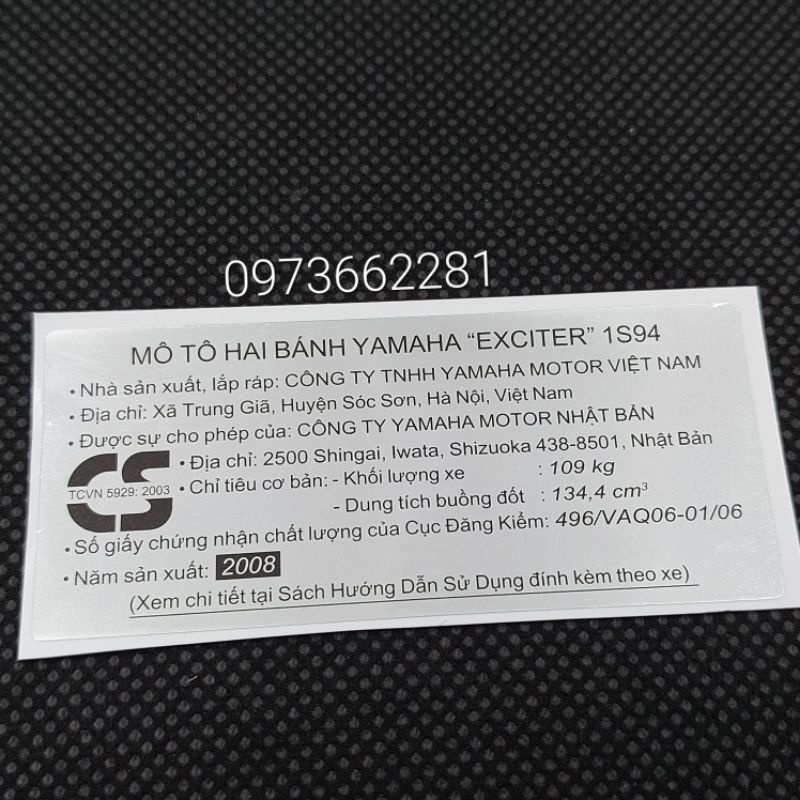 0973662281
MÔ TÔ HAI BÁNH YAMAHA “EXCITER” 1S94
• Nhà sản xuất, lắp ráp: CÔNG TY TNHH YAMAHA MOTOR VIỆT NAM
• Địa chỉ: Xã Trung Giã, Huyện Sóc Sơn, Hà Nội, Việt Nam
• Được sự cho phép của: CÔNG TY YAMAHA MOTOR NHẬT BẢN
• Địa chỉ: 2500 Shingai, Iwata, Shizuoka 438-8501, Nhật Bản
CS
TCVN 5929: 2003
• Chỉ tiêu cơ bản: - Khối lượng xe : 109 kg
- Dung tích buồng đốt : 134,4 cm³
• Số giấy chứng nhận chất lượng của Cục Đăng Kiểm: 496/VAQ06-01/06
• Năm sản xuất: 2008
(Xem chi tiết tại Sách Hướng Dẫn Sử Dụng đính kèm theo xe)